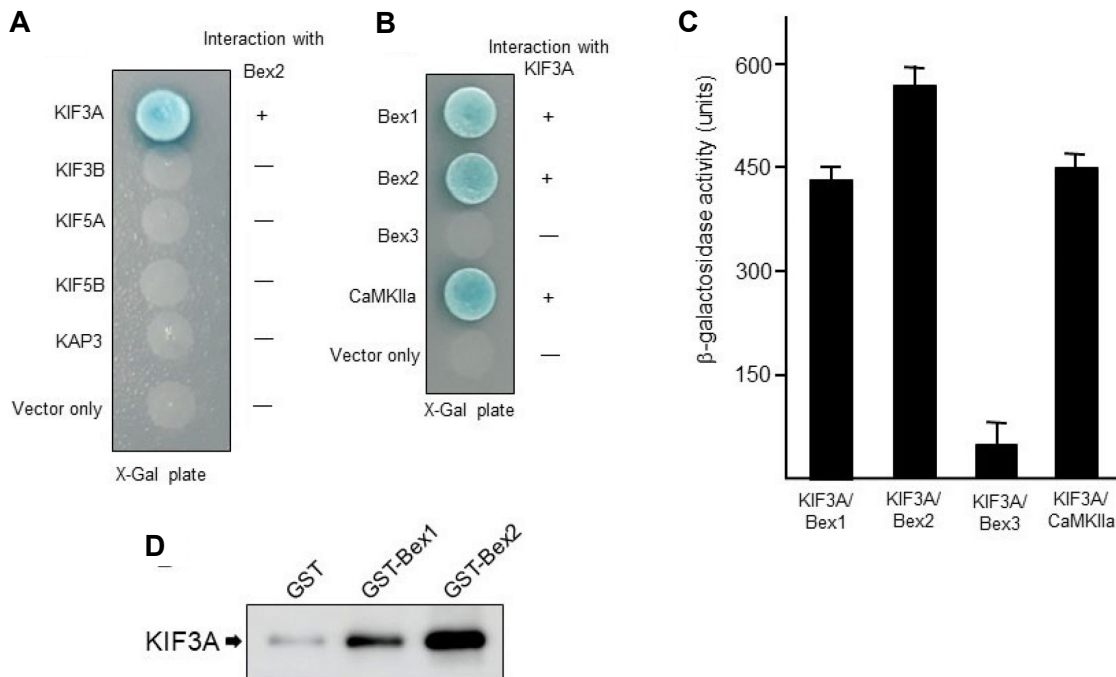 A
Interaction with
Bex2
KIF3A
+
KIF3B
—
KIF5A
—
KIF5B
—
KAP3
—
Vector only
—
X-Gal plate
B
Interaction with
KIF3A
Bex1
+
Bex2
+
Bex3
—
CaMKIIa
+
Vector only
—
X-Gal plate
C
β-galactosidase activity (units)
600
450
300
150
KIF3A/
Bex1
KIF3A/
Bex2
KIF3A/
Bex3
KIF3A/
CaMKIIa
D
GST
GST-Bex1
GST-Bex2
KIF3A